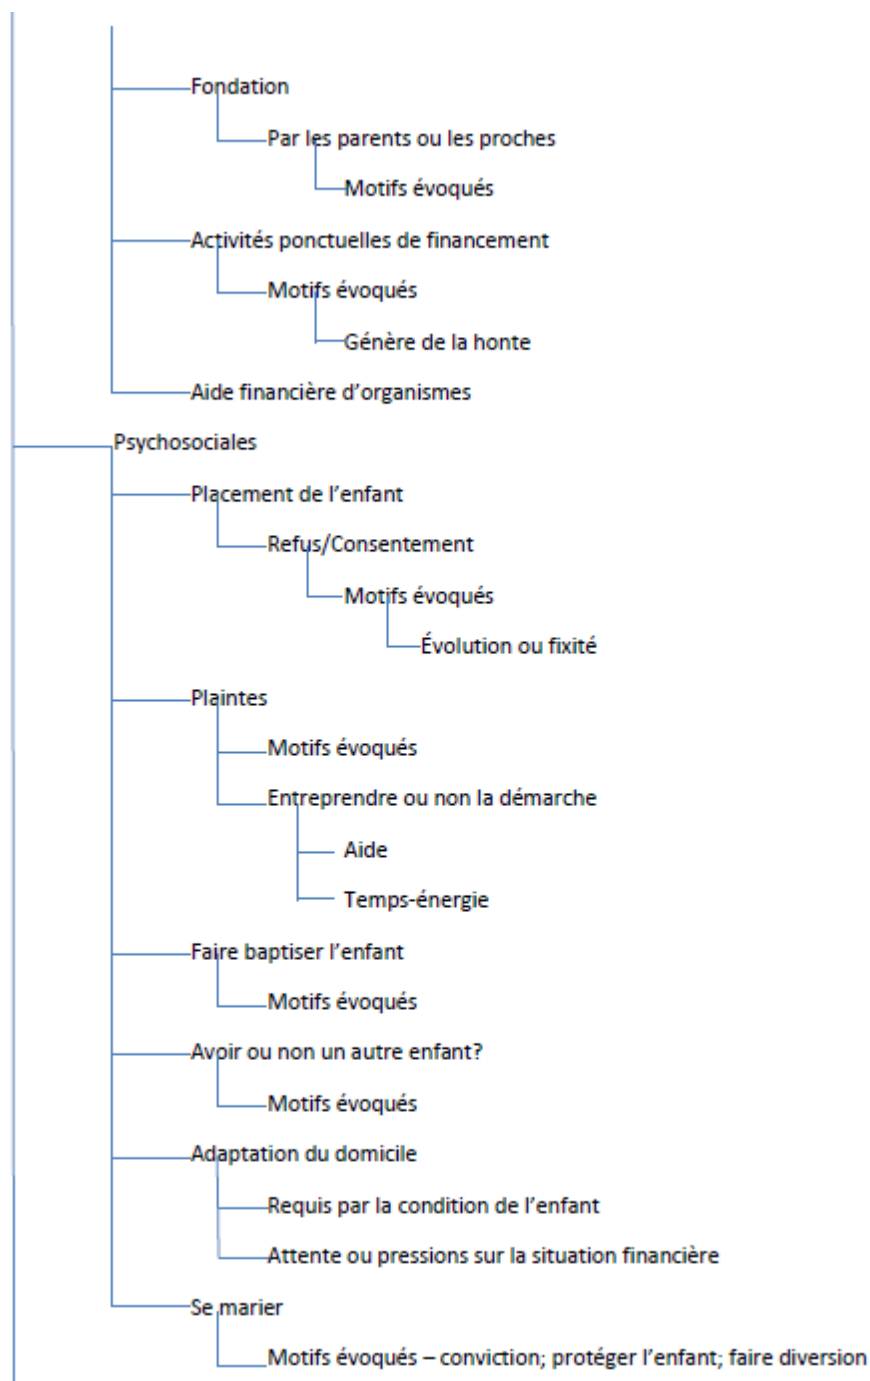 Fondation
Par les parents ou les proches
Motifs évoqués
Activités ponctuelles de financement
Motifs évoqués
Génère de la honte
Aide financière d'organismes
Psychosociales
Placement de l'enfant
Refus/Consentement
Motifs évoqués
Évolution ou fixité
Plaintes
Motifs évoqués
Entreprendre ou non la démarche
Aide
Temps-énergie
Faire baptiser l'enfant
Motifs évoqués
Avoir ou non un autre enfant?
Motifs évoqués
Adaptation du domicile
Requis par la condition de l'enfant
Attente ou pressions sur la situation financière
Se marier
Motifs évoqués – conviction; protéger l'enfant; faire diversion